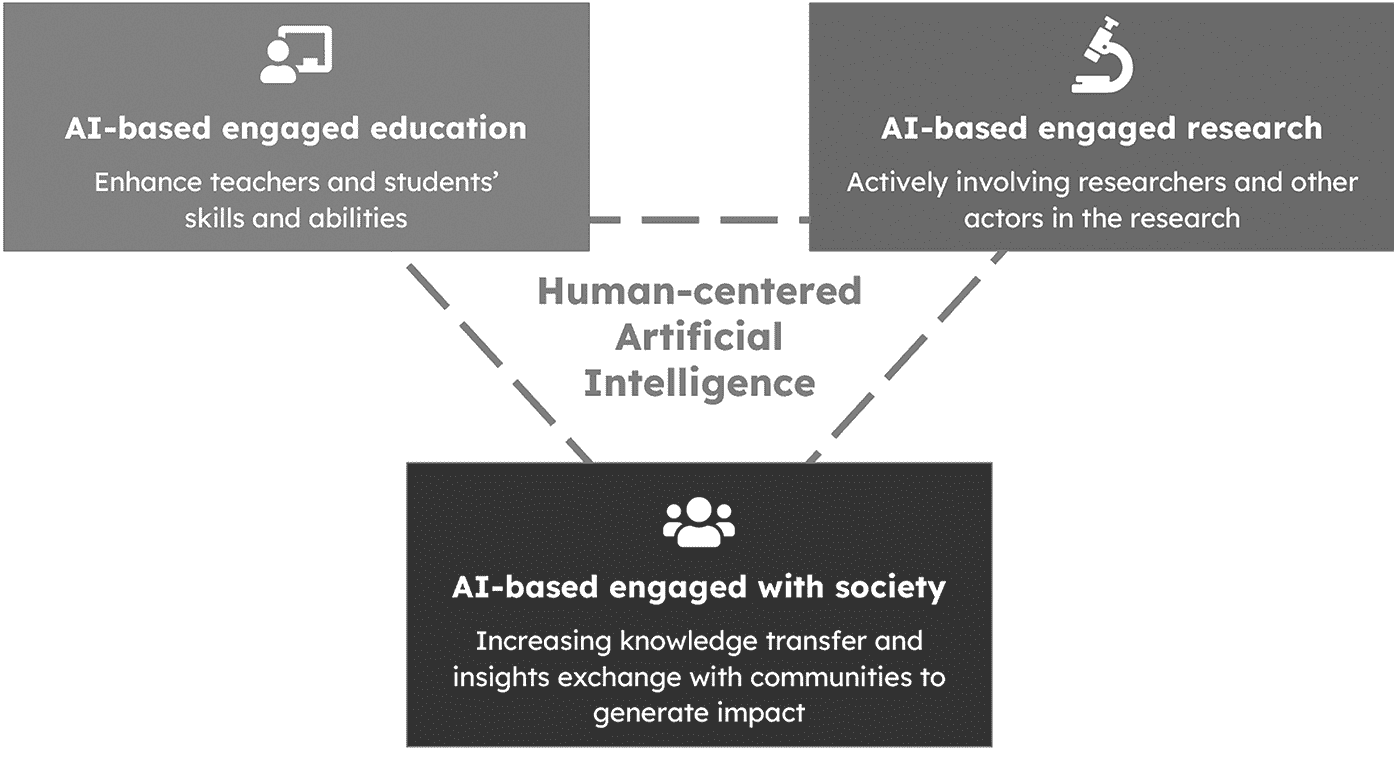 AI-based engaged education
Enhance teachers and students’
skills and abilities
AI-based engaged research
Actively involving researchers and other
actors in the research
Human-centered
Artificial
Intelligence
AI-based engaged with society
Increasing knowledge transfer and
insights exchange with communities to
generate impact